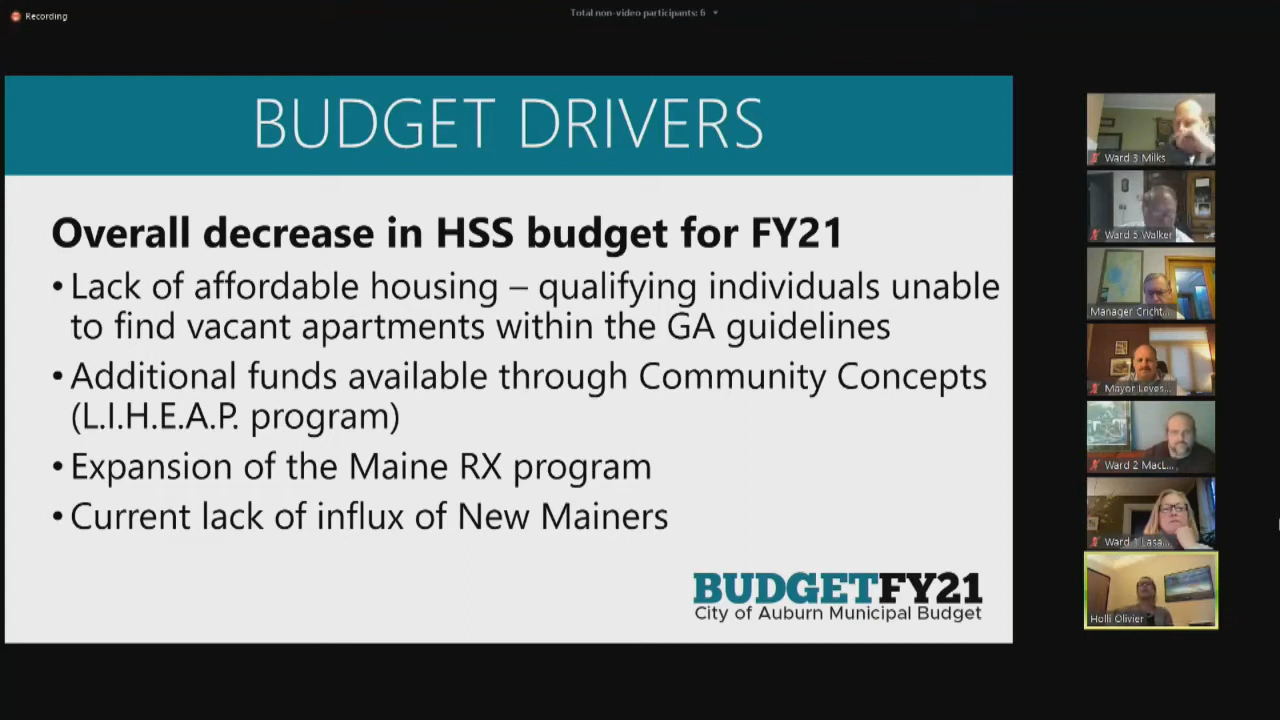 Recording
Total non-video participants: 6
BUDGET DRIVERS
Overall decrease in HSS budget for FY21
• Lack of affordable housing – qualifying individuals unable
to find vacant apartments within the GA guidelines
• Additional funds available through Community Concepts
(L.I.H.E.A.P. program)
• Expansion of the Maine RX program
• Current lack of influx of New Mainers
BUDGETFY21
City of Auburn Municipal Budget
Ward 3 Milks
Ward 5 Walker
Manager Cricht...
Mayor Leves...
Ward 2 MacL...
Ward 1 Lasa...
Holli Olivier